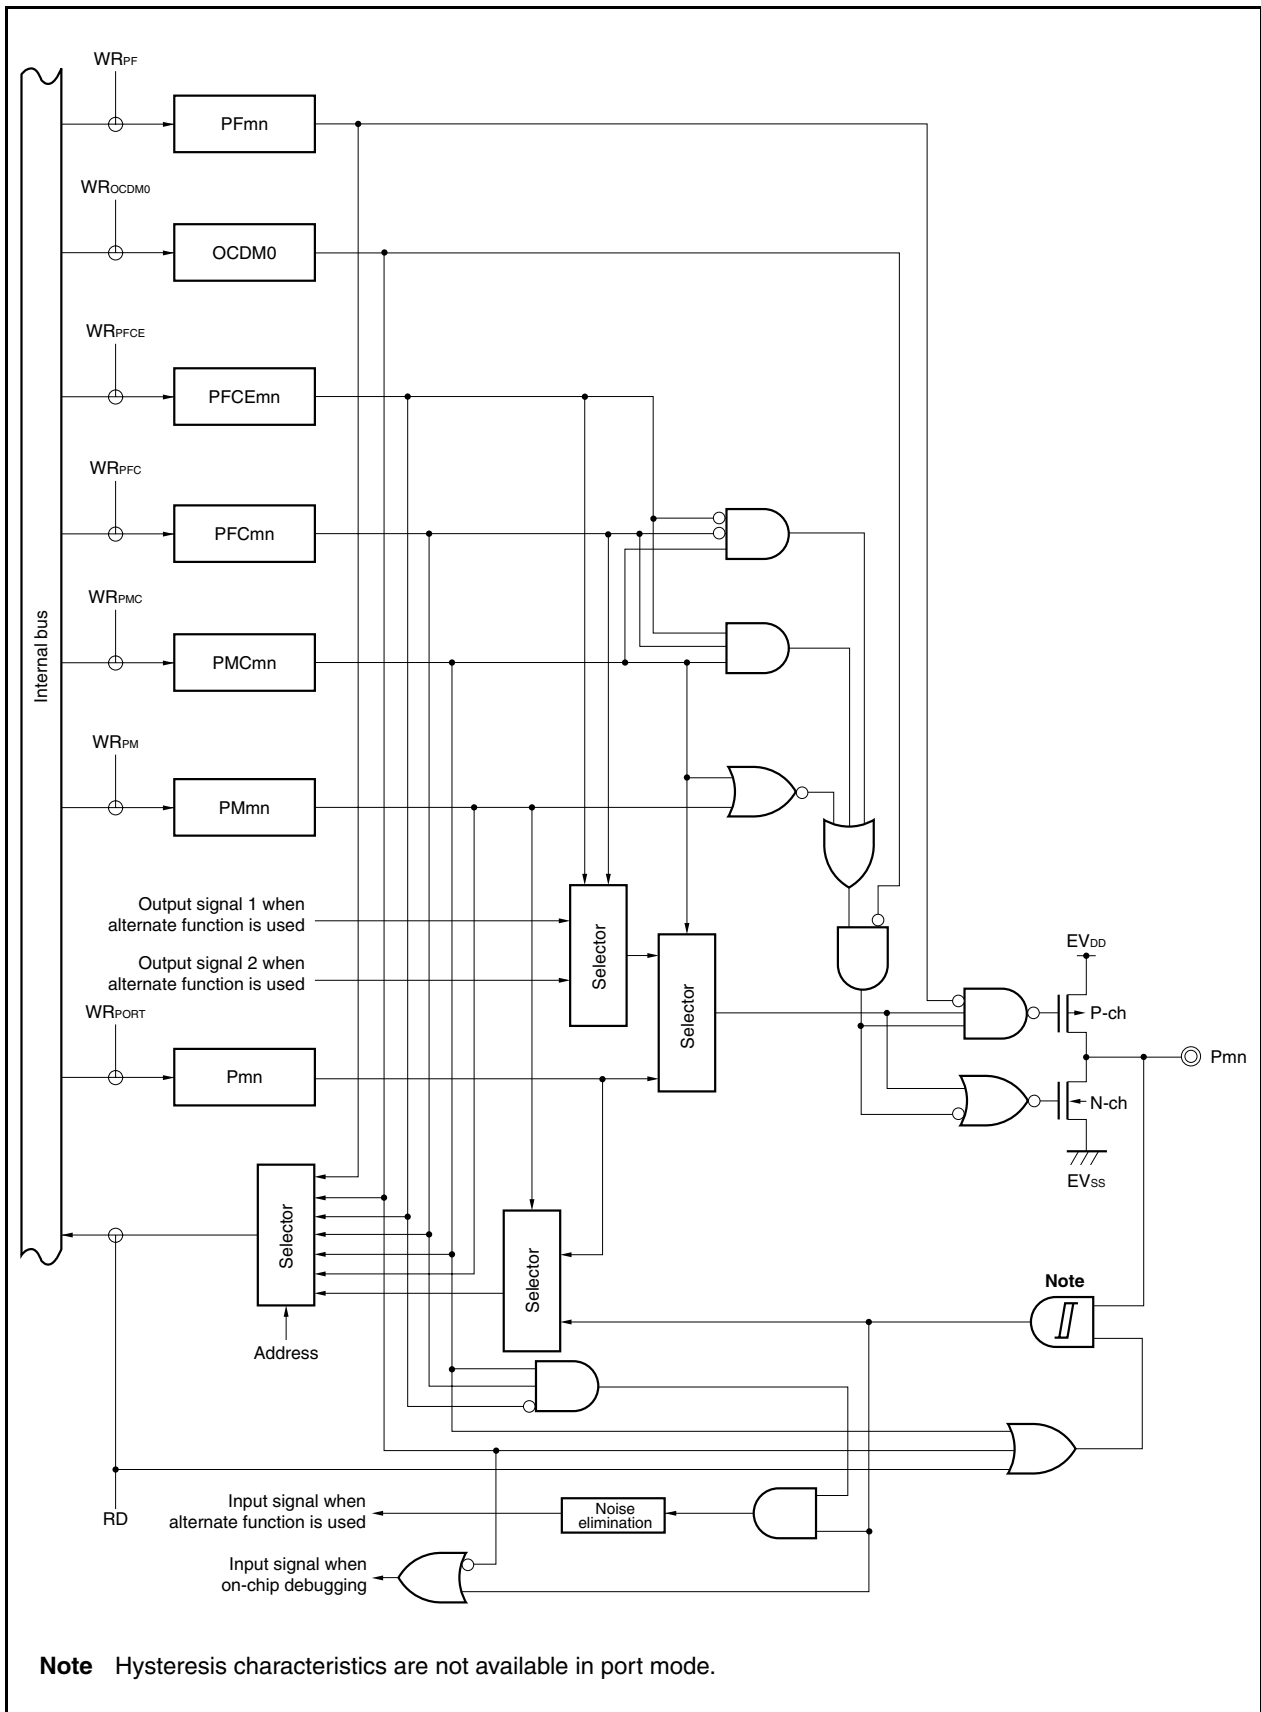 WRPF
PFmn
WROCDM0
OCDM0
WRPFCE
PFCEmn
WRPFC
PFCmn
WRPMC
PMCmn
Internal bus
WRPM
PMmn
Output signal 1 when
alternate function is used
Output signal 2 when
alternate function is used
Selector
Selector
EVDD
P-ch
WRPORT
Pmn
Pmn
N-ch
EVSS
Selector
Selector
Address
Note
RD
Input signal when
alternate function is used
Noise
elimination
Input signal when
on-chip debugging
Note Hysteresis characteristics are not available in port mode.